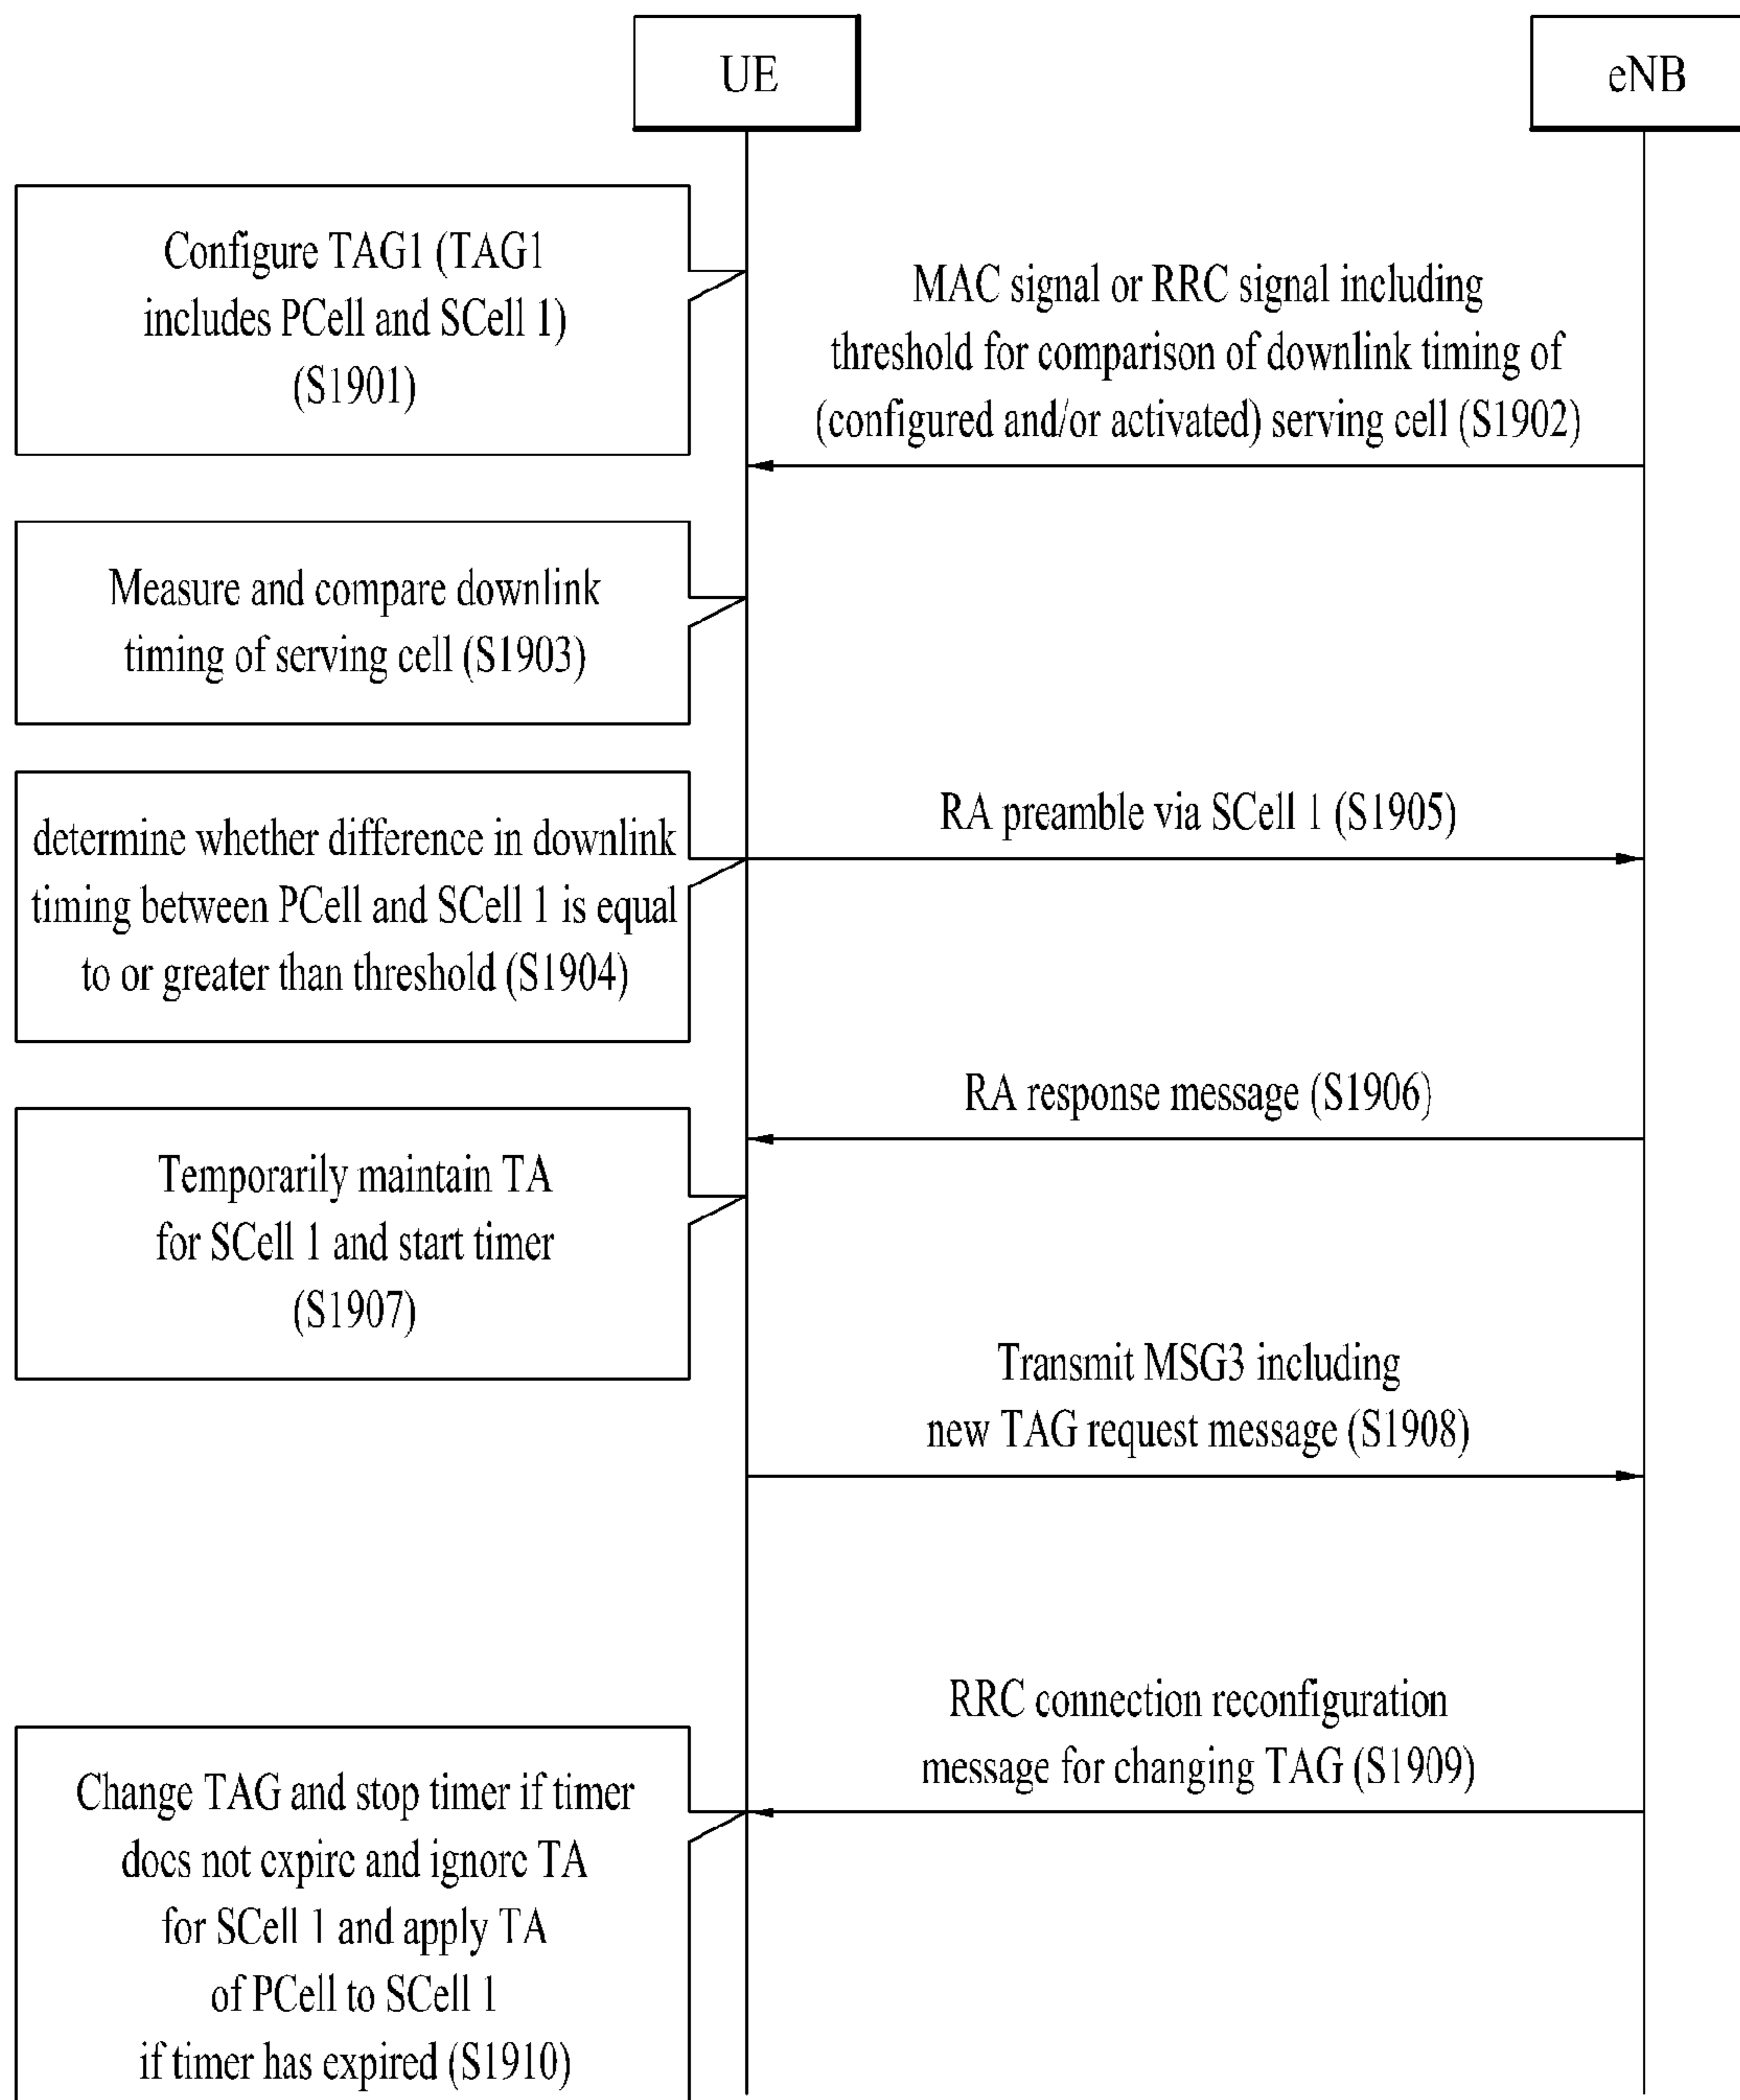 UE
eNB
Configure TAG1 (TAG1
includes PCell and SCell 1)
(S1901)
MAC signal or RRC signal including
threshold for comparison of downlink timing of
(configured and/or activated) serving cell (S1902)
Measure and compare downlink
timing of serving cell (S1903)
determine whether difference in downlink
timing between PCell and SCell 1 is equal
to or greater than threshold (S1904)
RA preamble via SCell 1 (S1905)
RA response message (S1906)
Temporarily maintain TA
for SCell 1 and start timer
(S1907)
Transmit MSG3 including
new TAG request message (S1908)
RRC connection reconfiguration
message for changing TAG (S1909)
Change TAG and stop timer if timer
does not expire and ignore TA
for SCell 1 and apply TA
of PCell to SCell 1
if timer has expired (S1910)